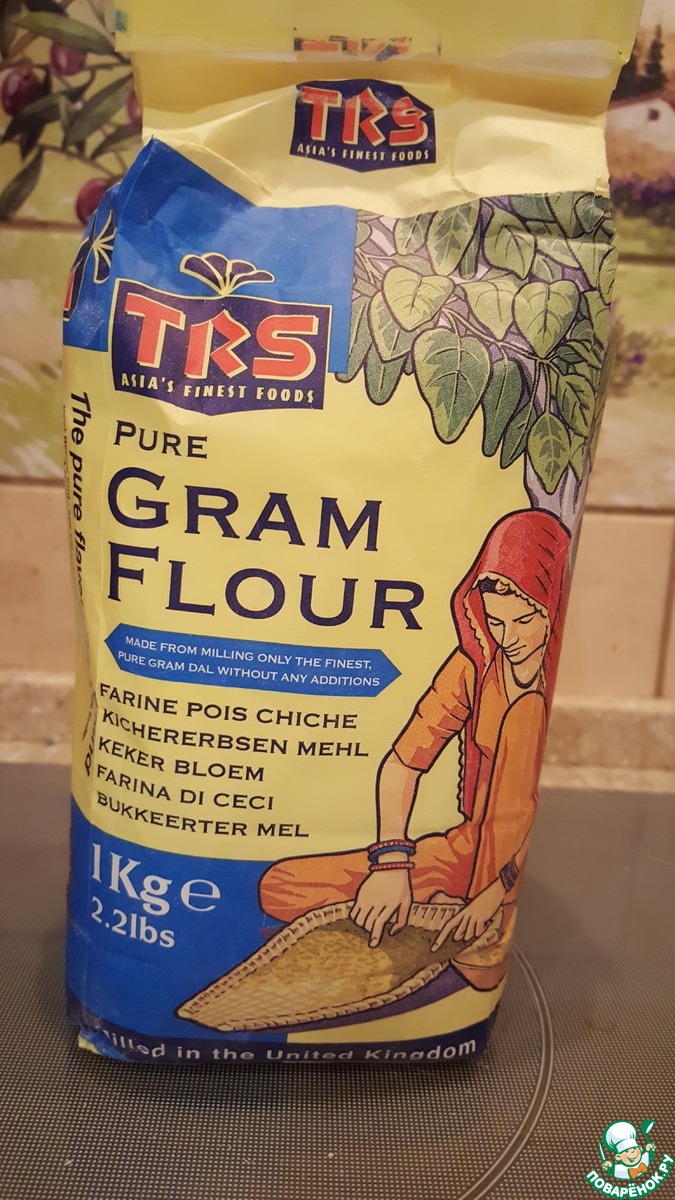 TRS
ASIA'S FINEST FOODS
TRS
ASIA'S FINEST FOODS
PURE
GRAM
FLOUR
MADE FROM MILLING ONLY THE FINEST,
PURE GRAM DAL WITHOUT ANY ADDITIONS
FARINE POIS CHICHE
KICHERERBSEN MEHL
KEKER BLOEM
FARINA DI CECI
BUKKEERTER MEL
1Kg e
2.2lbs
in the United Kingdom
The pure
ПОВАРЁНОК.РУ